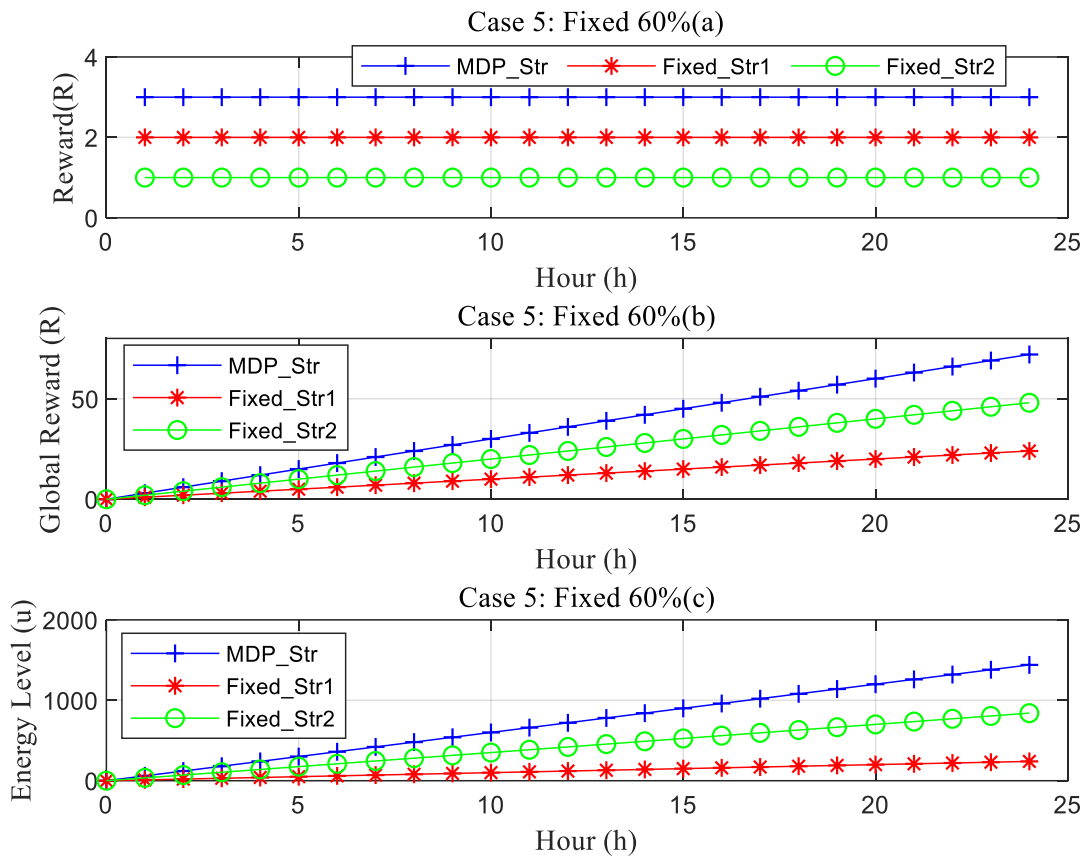 Case 5: Fixed 60%(a)
MDP_Str Fixed_Str1 Fixed_Str2
Reward(R)
4
2
0
0 5 10 15 20 25
Hour (h)
Case 5: Fixed 60%(b)
Global Reward (R)
MDP_Str
Fixed_Str1
Fixed_Str2
50
0
0 5 10 15 20 25
Hour (h)
Case 5: Fixed 60%(c)
Energy Level (u)
2000
MDP_Str
Fixed_Str1
Fixed_Str2
1000
0
0 5 10 15 20 25
Hour (h)